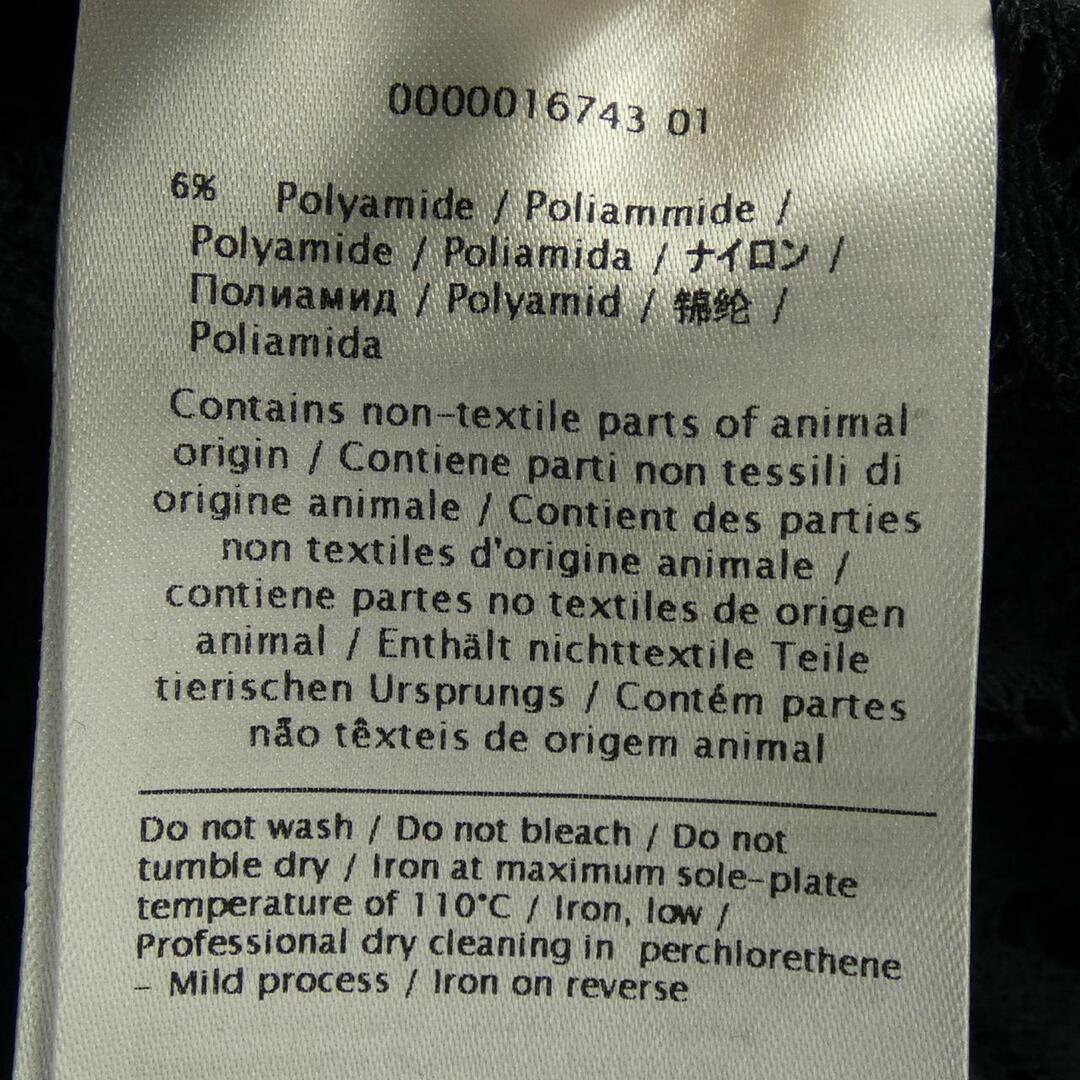 0000016743 01
6% Polyamide / Poliammide /
Polyamide / Poliamida / ナイロン /
Полиамид / Polyamid / 锦纶 /
Poliamida
Contains non-textile parts of animal
origin / Contiene parti non tessili di
origine animale / Contient des parties
non textiles d'origine animale /
contiene partes no textiles de origen
animal / Enthält nichttextile Teile
tierischen Ursprungs / Contém partes
não têxteis de origem animal
Do not wash / Do not bleach / Do not
tumble dry / Iron at maximum sole-plate
temperature of 110°C / Iron, low /
Professional dry cleaning in perchlorethene
- Mild process / Iron on reverse